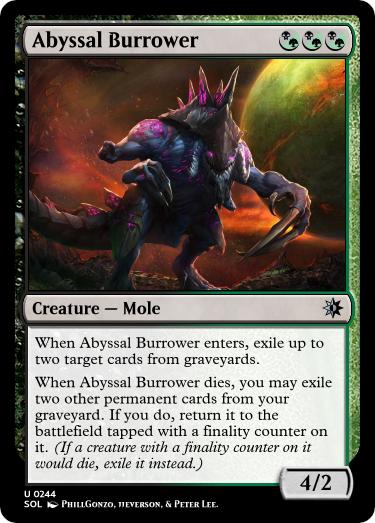 Abyssal Burrower
Creature — Mole
When Abyssal Burrower enters, exile up to
two target cards from graveyards.
When Abyssal Burrower dies, you may exile
two other permanent cards from your
graveyard. If you do, return it to the
battlefield tapped with a finality counter on
it. (If a creature with a finality counter on it
would die, exile it instead.)
4/2
U 0244
SOL PhillGonzo, jjeverson, & Peter Lee.